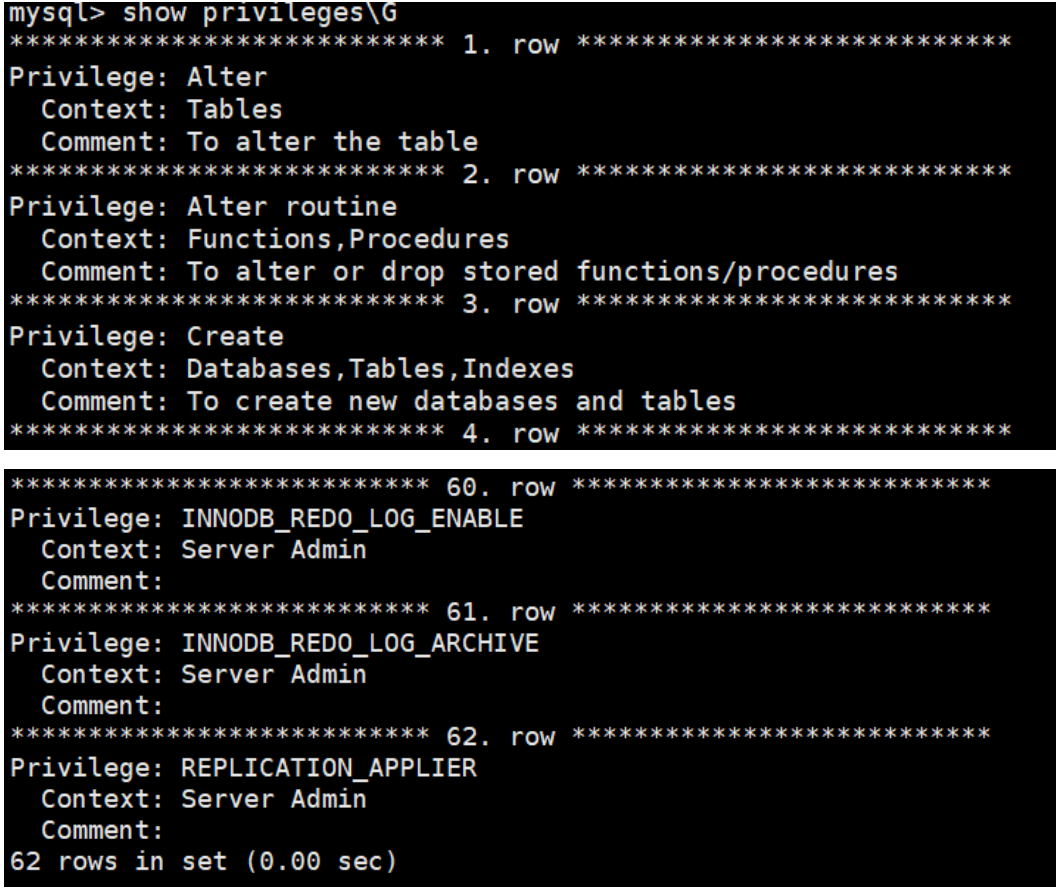 mysql> show privileges\G
*************************** 1. row ***************************
Privilege: Alter
  Context: Tables
  Comment: To alter the table
*************************** 2. row ***************************
Privilege: Alter routine
  Context: Functions,Procedures
  Comment: To alter or drop stored functions/procedures
*************************** 3. row ***************************
Privilege: Create
  Context: Databases,Tables,Indexes
  Comment: To create new databases and tables
*************************** 4. row ***************************
*************************** 60. row ***************************
Privilege: INNODB_REDO_LOG_ENABLE
  Context: Server Admin
  Comment:
*************************** 61. row ***************************
Privilege: INNODB_REDO_LOG_ARCHIVE
  Context: Server Admin
  Comment:
*************************** 62. row ***************************
Privilege: REPLICATION_APPLIER
  Context: Server Admin
  Comment:
62 rows in set (0.00 sec)